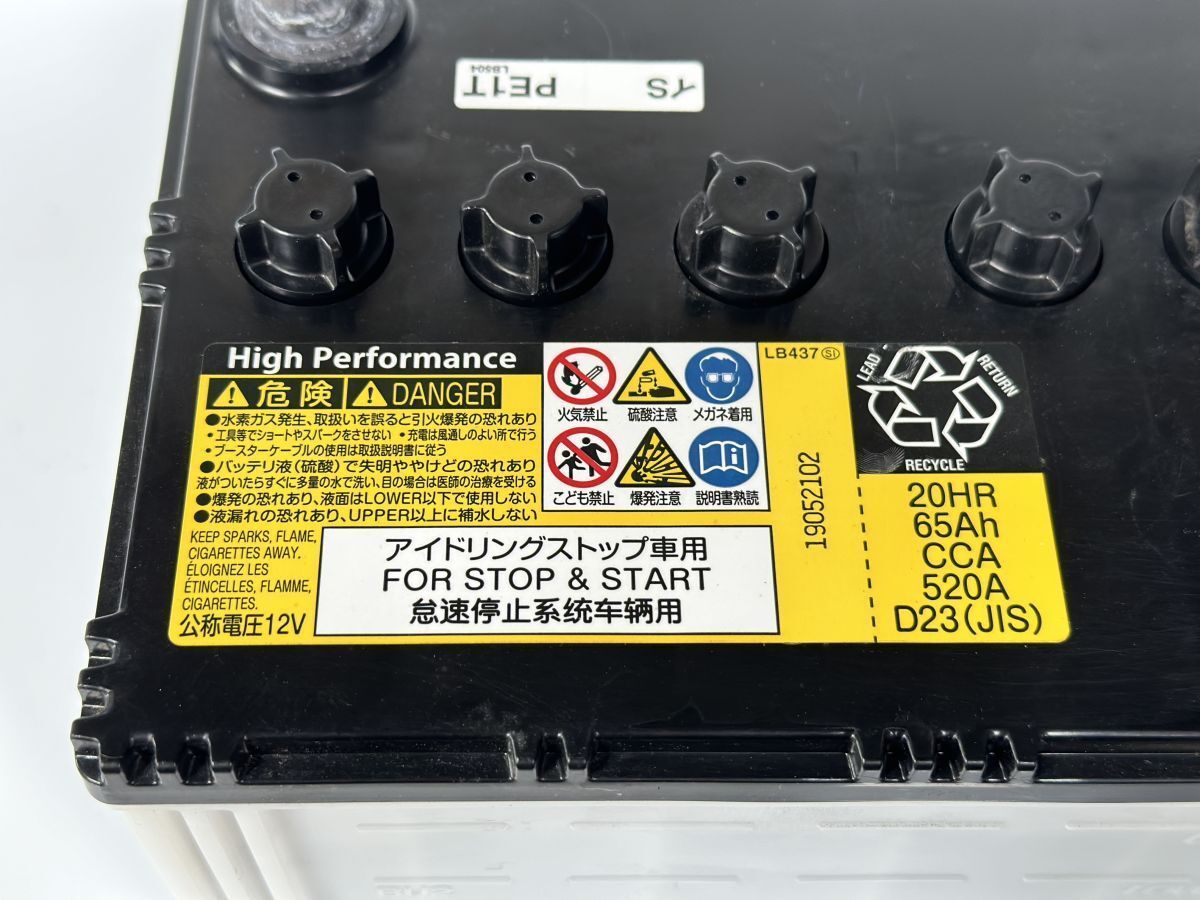 イS PE1T
LB504
High Performance
危険 DANGER
●水素ガス発生、取扱いを誤ると引火爆発の恐れあり
・工具等でショートやスパークをさせない ・充電は風通しのよい所で行う
・ブースターケーブルの使用は取扱説明書に従う
●バッテリ液(硫酸)で失明ややけどの恐れあり
液がついたらすぐに多量の水で洗い、目の場合は医師の治療を受ける
●爆発の恐れあり、液面はLOWER以下で使用しない
●液漏れの恐れあり、UPPER以上に補水しない
KEEP SPARKS, FLAME,
CIGARETTES AWAY.
ÉLOIGNEZ LES
ÉTINCELLES, FLAMME,
CIGARETTES.
公称電圧12V
アイドリングストップ車用
FOR STOP & START
怠速停止系统车辆用
火気禁止 硫酸注意 メガネ着用
こども禁止 爆発注意 説明書熟読
LB437 SI
19052102
LEAD
RETURN
RECYCLE
20HR
65Ah
CCA
520A
D23(JIS)